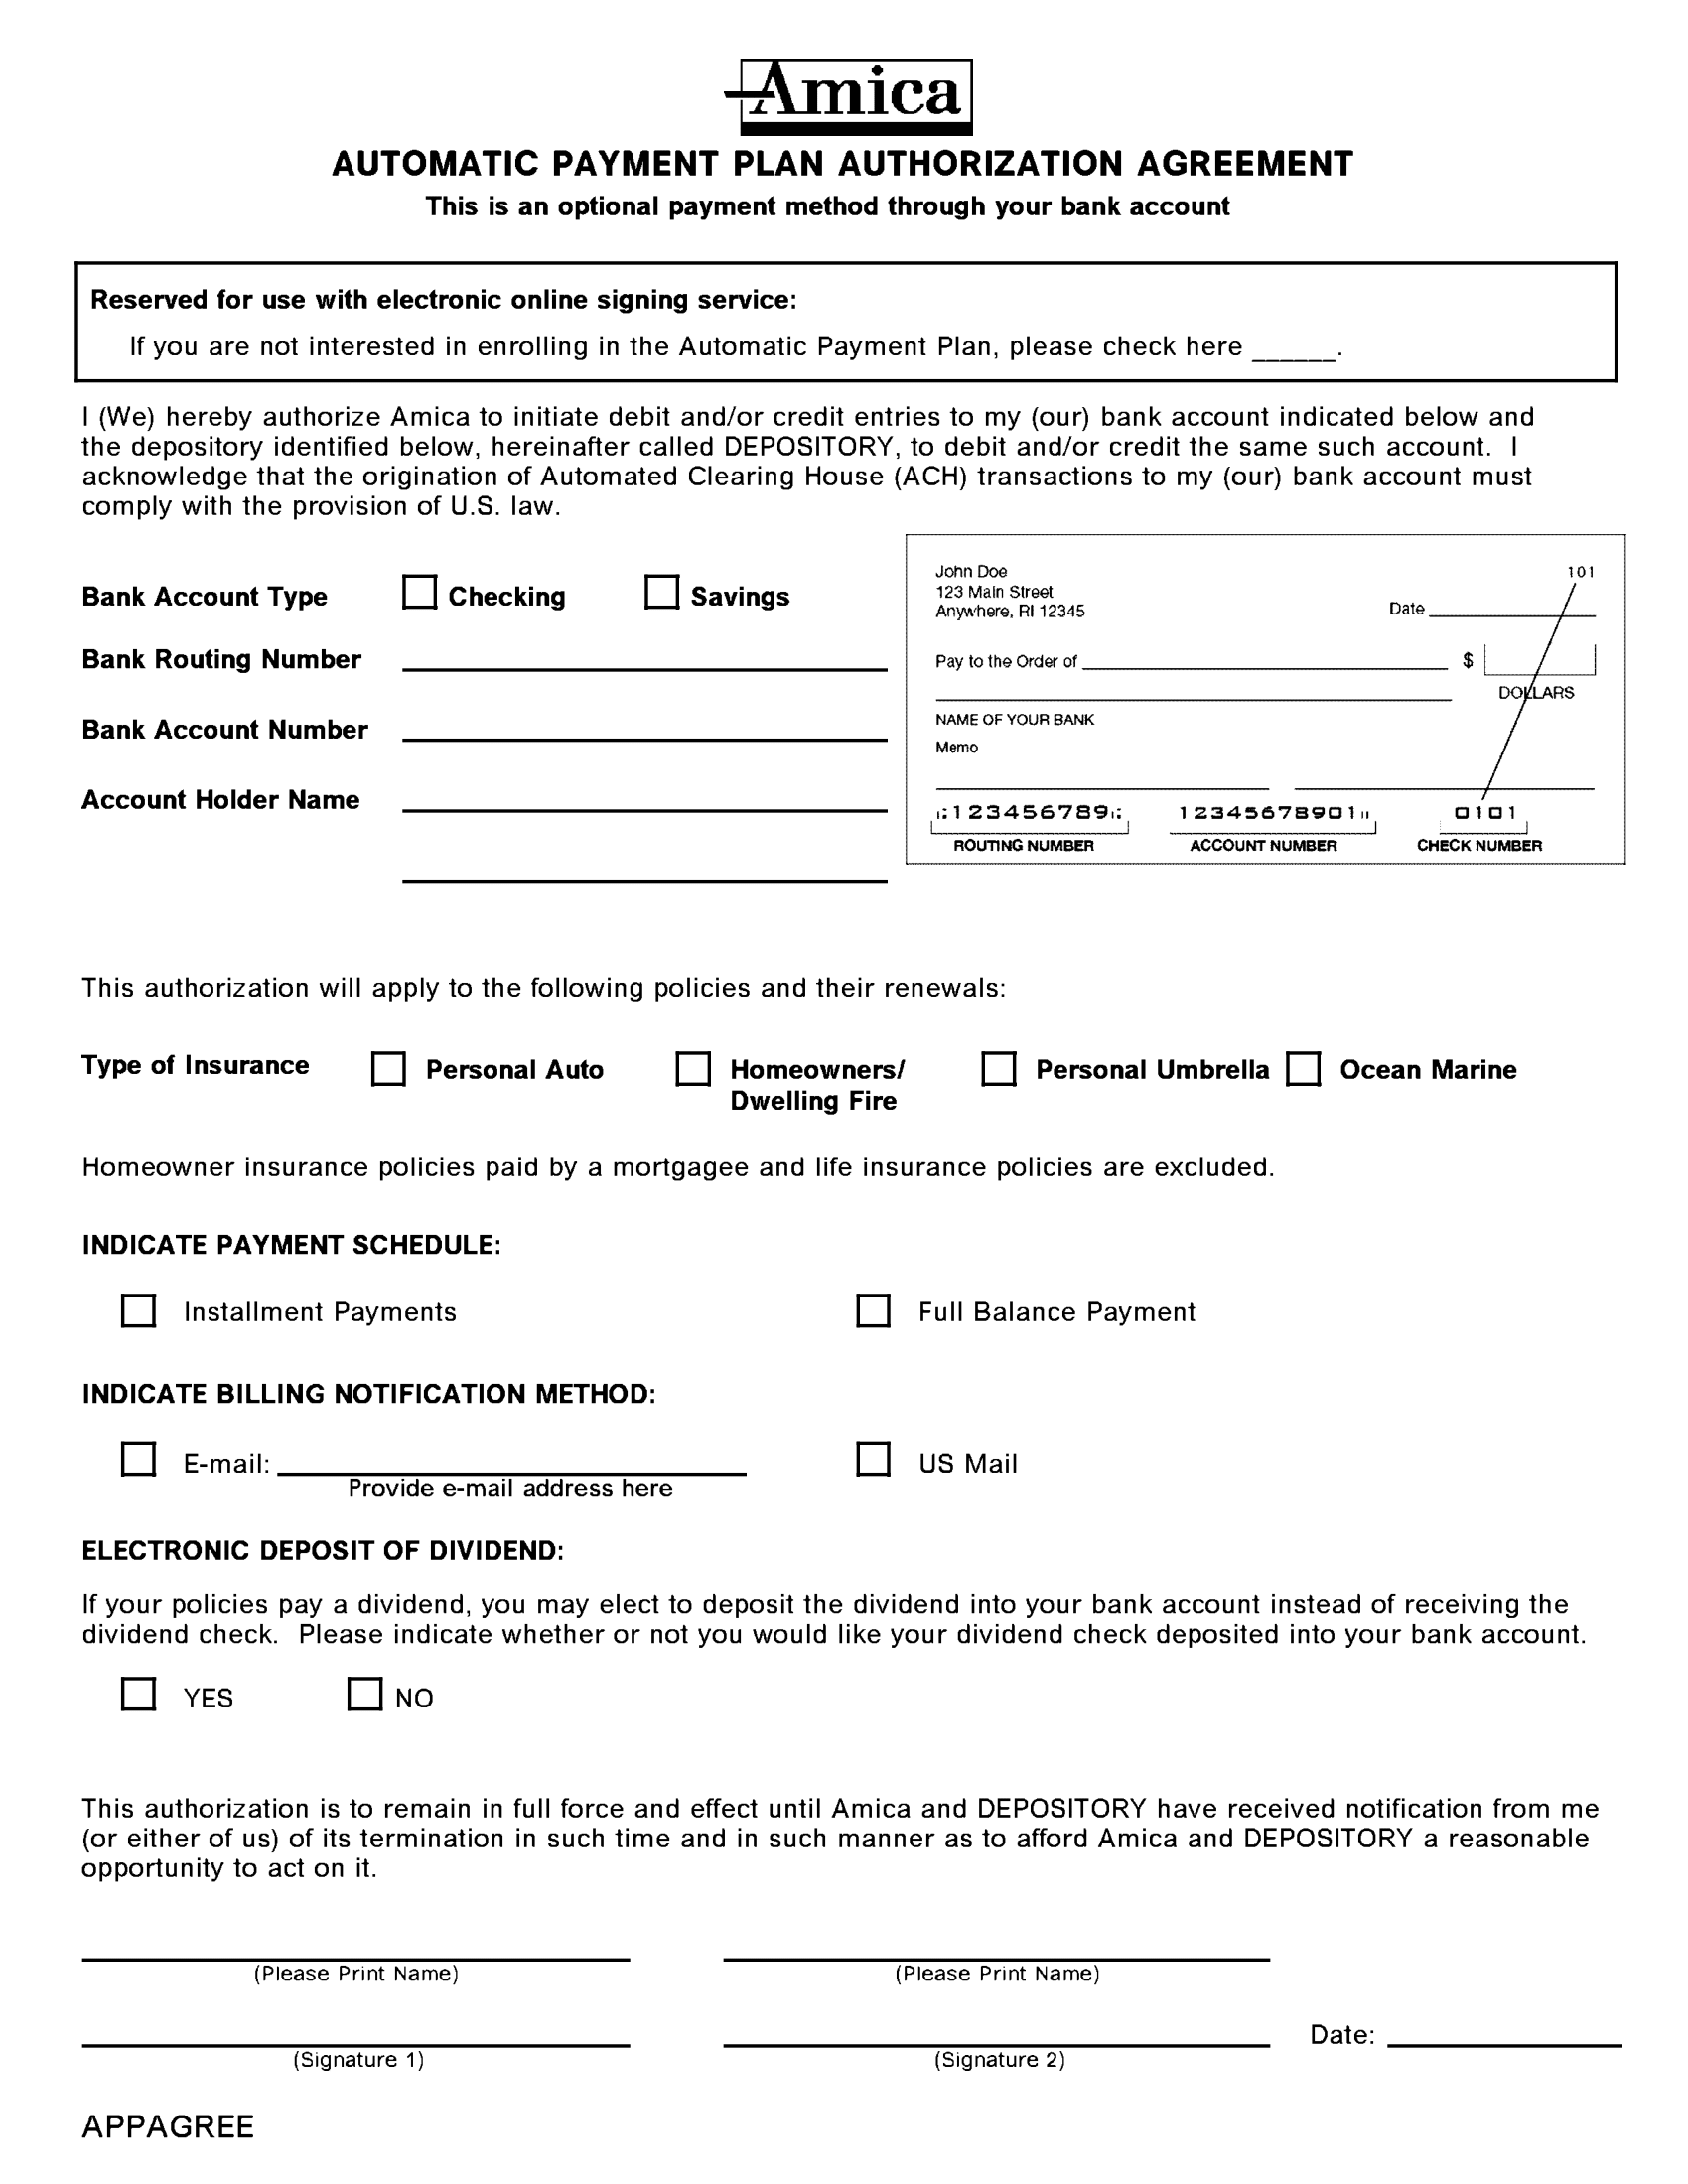 Amica
AUTOMATIC PAYMENT PLAN AUTHORIZATION AGREEMENT
This is an optional payment method through your bank account
Reserved for use with electronic online signing service:
If you are not interested in enrolling in the Automatic Payment Plan, please check here ______.
I (We) hereby authorize Amica to initiate debit and/or credit entries to my (our) bank account indicated below and
the depository identified below, hereinafter called DEPOSITORY, to debit and/or credit the same such account. I
acknowledge that the origination of Automated Clearing House (ACH) transactions to my (our) bank account must
comply with the provision of U.S. law.
Bank Account Type Checking Savings
Bank Routing Number
Bank Account Number
Account Holder Name
John Doe 101
123 Main Street
Anywhere, RI 12345 Date
Pay to the Order of $
DOLLARS
NAME OF YOUR BANK
Memo
⑆123456789⑆ 12345678901⑈ 0101
ROUTING NUMBER ACCOUNT NUMBER CHECK NUMBER
This authorization will apply to the following policies and their renewals:
Type of Insurance Personal Auto Homeowners/ Personal Umbrella Ocean Marine
Dwelling Fire
Homeowner insurance policies paid by a mortgagee and life insurance policies are excluded.
INDICATE PAYMENT SCHEDULE:
Installment Payments Full Balance Payment
INDICATE BILLING NOTIFICATION METHOD:
E-mail: US Mail
Provide e-mail address here
ELECTRONIC DEPOSIT OF DIVIDEND:
If your policies pay a dividend, you may elect to deposit the dividend into your bank account instead of receiving the
dividend check. Please indicate whether or not you would like your dividend check deposited into your bank account.
YES NO
This authorization is to remain in full force and effect until Amica and DEPOSITORY have received notification from me
(or either of us) of its termination in such time and in such manner as to afford Amica and DEPOSITORY a reasonable
opportunity to act on it.
(Please Print Name) (Please Print Name)
Date:
(Signature 1) (Signature 2)
APPAGREE